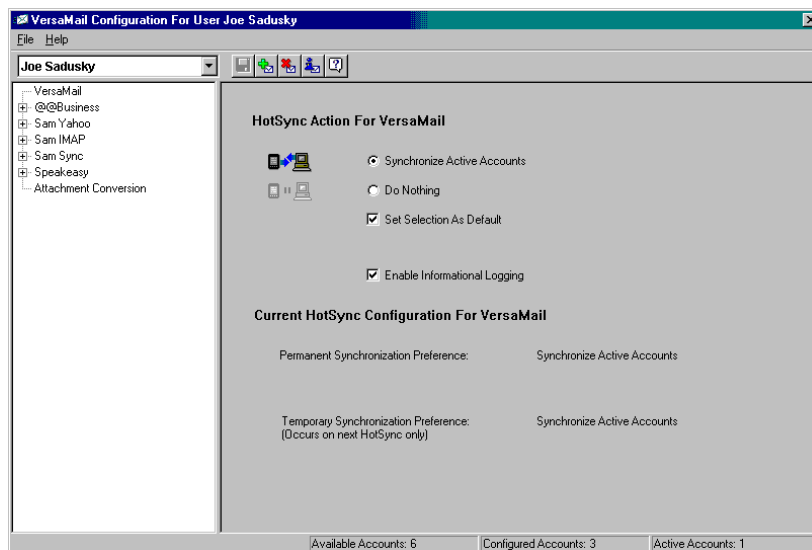 VersaMail Configuration For User Joe Sadusky
File Help
Joe Sadusky
VersaMail
@@Business
Sam Yahoo
Sam IMAP
Sam Sync
Speakeasy
Attachment Conversion
HotSync Action For VersaMail
Synchronize Active Accounts
Do Nothing
Set Selection As Default
Enable Informational Logging
Current HotSync Configuration For VersaMail
Permanent Synchronization Preference: Synchronize Active Accounts
Temporary Synchronization Preference: Synchronize Active Accounts
(Occurs on next HotSync only)
Available Accounts: 6 Configured Accounts: 3 Active Accounts: 1